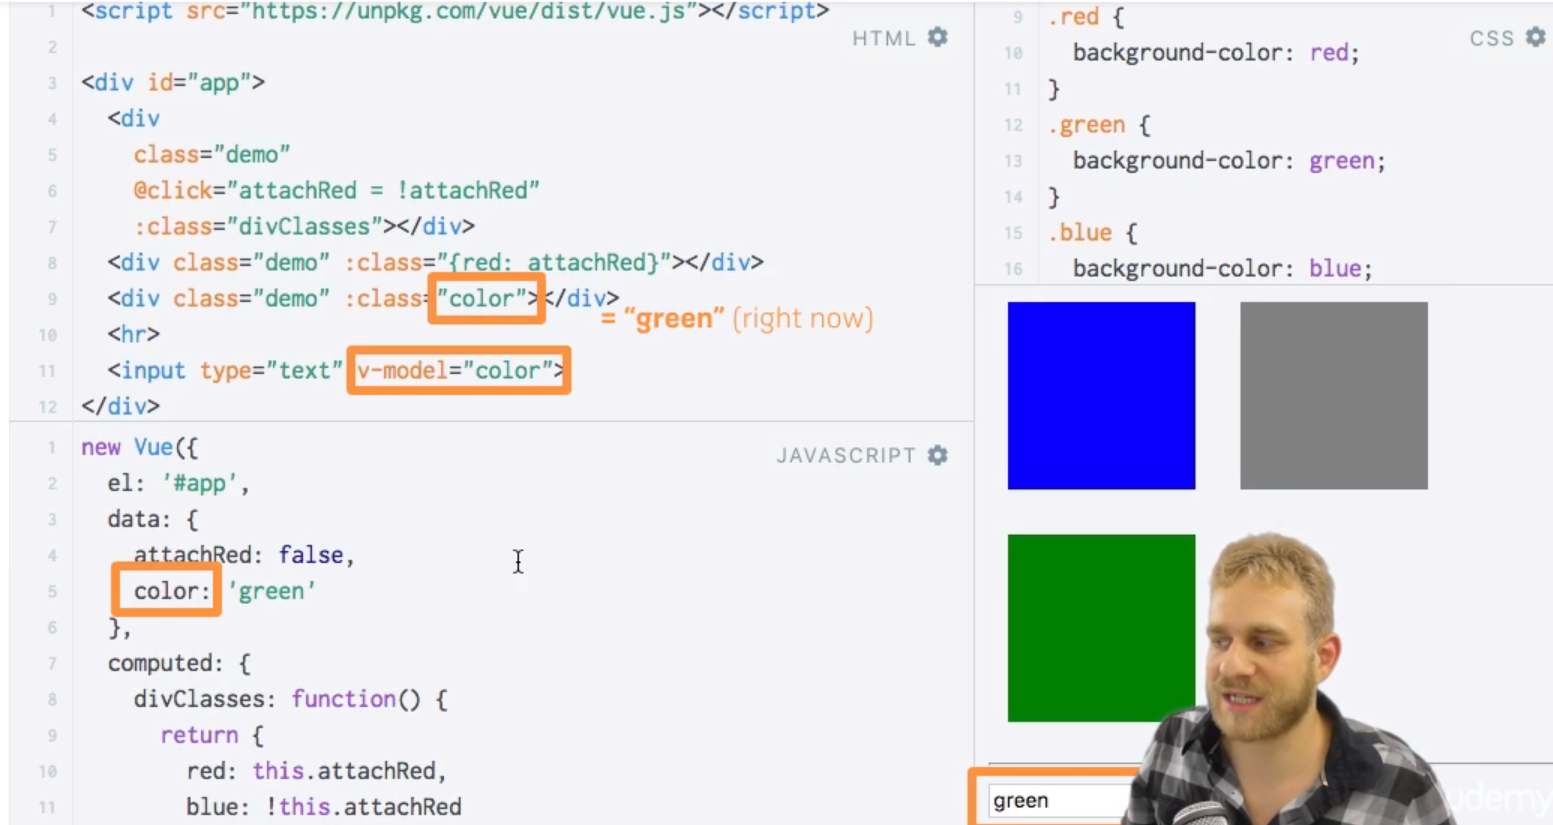 1 <script src="https://unpkg.com/vue/dist/vue.js"></script>
HTML
2
3 <div id="app">
4 <div
5 class="demo"
6 @click="attachRed = !attachRed"
7 :class="divClasses"></div>
8 <div class="demo" :class="{red: attachRed}"></div>
9 <div class="demo" :class="color"></div>
= “green” (right now)
10 <hr>
11 <input type="text" v-model="color">
12 </div>
1 new Vue({
JAVASCRIPT
2 el: '#app',
3 data: {
4 attachRed: false,
5 color: 'green'
6 },
7 computed: {
8 divClasses: function() {
9 return {
10 red: this.attachRed,
11 blue: !this.attachRed
9 .red {
CSS
10 background-color: red;
11 }
12 .green {
13 background-color: green;
14 }
15 .blue {
16 background-color: blue;
green
udemy